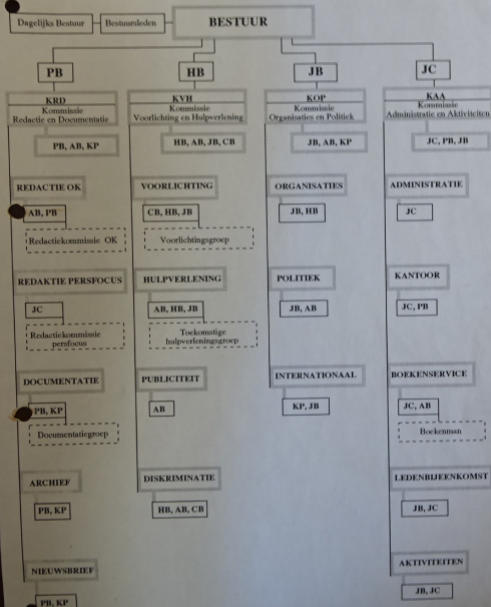 Dagelijks Bestuur
Bestuursleden
BESTUUR
PB
KRD
Kommissie
Redactie en Documentatie
PB, AB, KP
REDACTIE OK
AB, PB
Redactiekommissie OK
REDAKTIE PERSFOCUS
JC
Redactiekommissie
persfocus
DOCUMENTATIE
PB, KP
Documentatiegroep
ARCHIEF
PB, KP
NIEUWSBRIEF
PB, KP
HB
KVH
Kommissie
Voorlichting en Hulpverlening
HB, AB, JB, CB
VOORLICHTING
CB, HB, JB
Voorlichtingsgroep
HULPVERLENING
AB, HB, JB
Toekomstige
hulpverleningsgroep
PUBLICITEIT
AB
DISKRIMINATIE
HB, AB, CB
JB
KOP
Kommissie
Organisaties en Politiek
JB, AB, KP
ORGANISATIES
JB, HB
POLITIEK
JB, AB
INTERNATIONAAL
KP, JB
JC
KAA
Kommissie
Administratie en Aktiviteiten
JC, PB, JB
ADMINISTRATIE
JC
KANTOOR
JC, PB
BOEKENSERVICE
JC, AB
Boekenman
LEDENBIJEENKOMST
JB, JC
AKTIVITEITEN
JB, JC